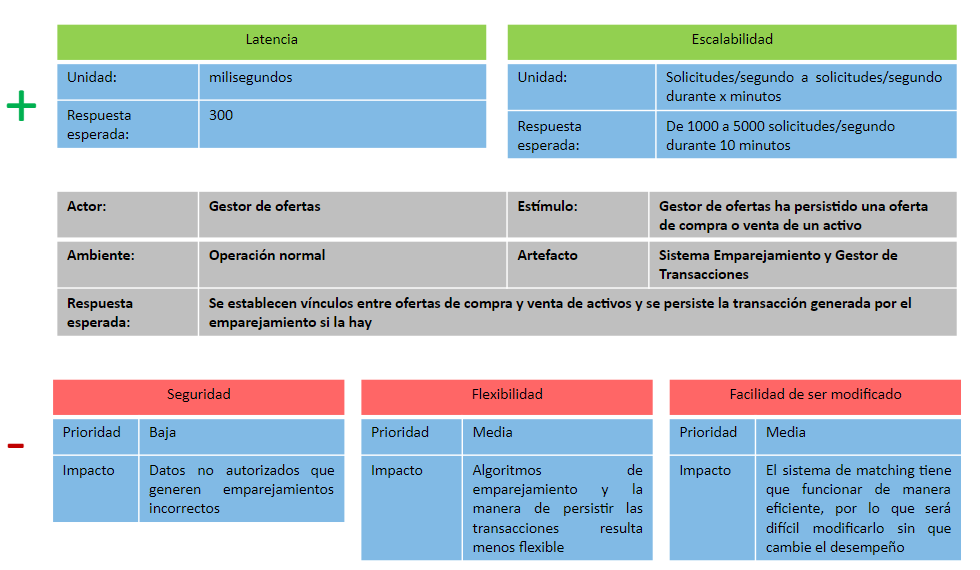 Latencia
Unidad: milisegundos
Respuesta esperada: 300
Escalabilidad
Unidad: Solicitudes/segundo a solicitudes/segundo
durante x minutos
Respuesta De 1000 a 5000 solicitudes/segundo
esperada: durante 10 minutos
+
Actor: Gestor de ofertas Estímulo: Gestor de ofertas ha persistido una oferta
de compra o venta de un activo
Ambiente: Operación normal Artefacto Sistema Emparejamiento y Gestor de
Transacciones
Respuesta Se establecen vínculos entre ofertas de compra y venta de activos y se persiste la transacción generada por el
esperada: emparejamiento si la hay
-
Seguridad
Prioridad Baja
Impacto Datos no autorizados que
generen emparejamientos
incorrectos
Flexibilidad
Prioridad Media
Impacto Algoritmos de
emparejamiento y la
manera de persistir las
transacciones resulta
menos flexible
Facilidad de ser modificado
Prioridad Media
Impacto El sistema de matching tiene
que funcionar de manera
eficiente, por lo que será
difícil modificarlo sin que
cambie el desempeño